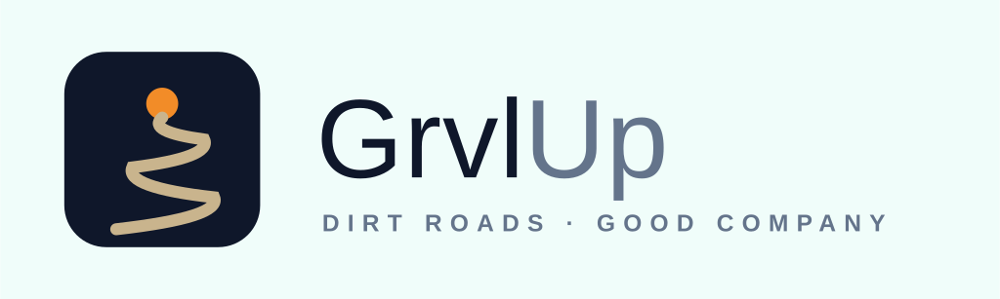 GrvlUp
DIRT ROADS · GOOD COMPANY